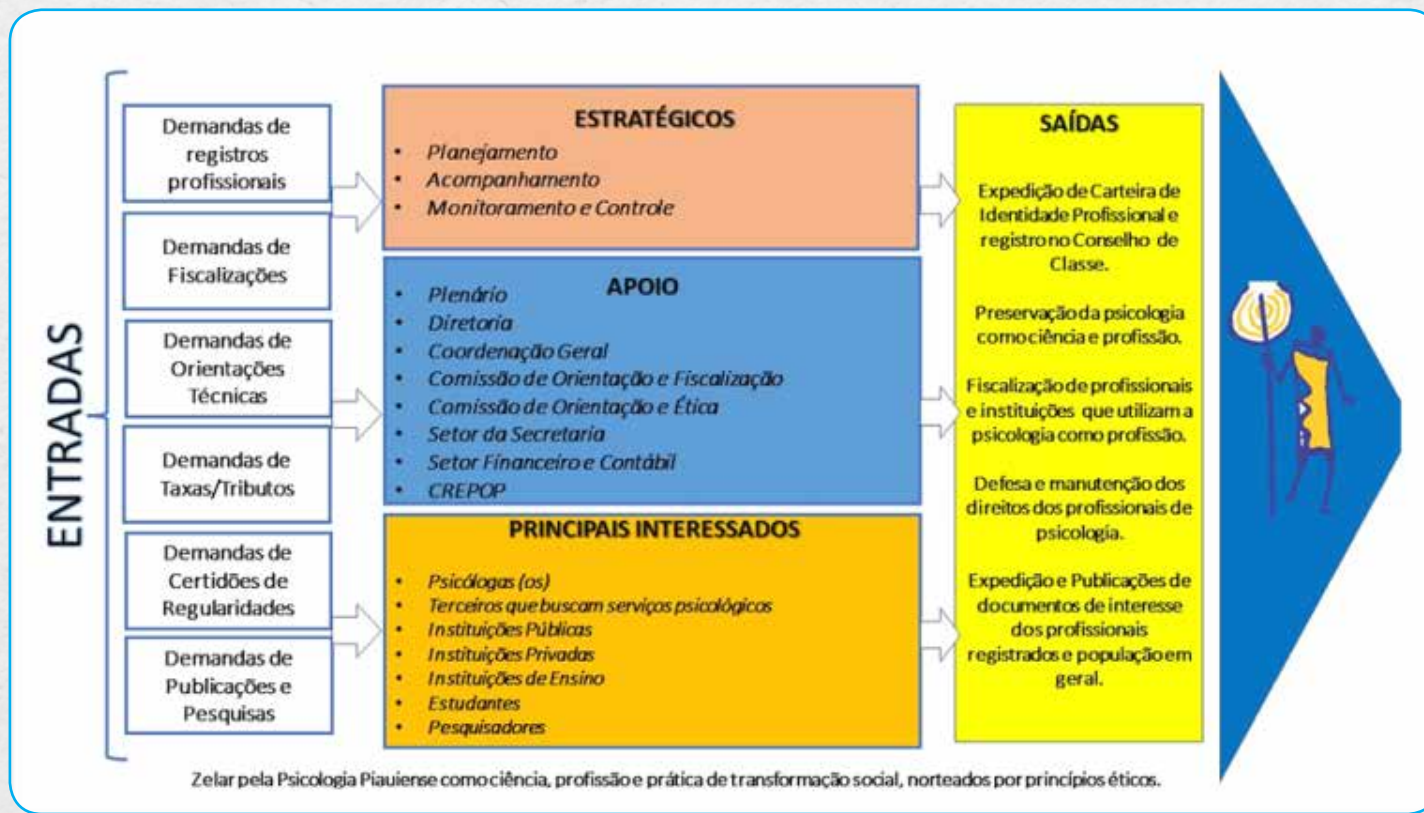 ENTRADAS
Demandas de
registros
profissionais
Demandas de
Fiscalizações
Demandas de
Orientações
Técnicas
Demandas de
Taxas/Tributos
Demandas de
Certidões de
Regularidades
Demandas de
Publicações e
Pesquisas
ESTRATÉGICOS
• Planejamento
• Acompanhamento
• Monitoramento e Controle
APOIO
• Plenário
• Diretoria
• Coordenação Geral
• Comissão de Orientação e Fiscalização
• Comissão de Orientação e Ética
• Setor da Secretaria
• Setor Financeiro e Contábil
• CREPOP
PRINCIPAIS INTERESSADOS
• Psicólogas (os)
• Terceiros que buscam serviços psicológicos
• Instituições Públicas
• Instituições Privadas
• Instituições de Ensino
• Estudantes
• Pesquisadores
SAÍDAS
Expedição de Carteira de
Identidade Profissional e
registro no Conselho de
Classe.
Preservação da psicologia
como ciência e profissão.
Fiscalização de profissionais
e instituições que utilizam a
psicologia como profissão.
Defesa e manutenção dos
direitos dos profissionais de
psicologia.
Expedição e Publicações de
documentos de interesse
dos profissionais
registrados e população em
geral.
Zelar pela Psicologia Piauiense como ciência, profissão e prática de transformação social, norteados por princípios éticos.